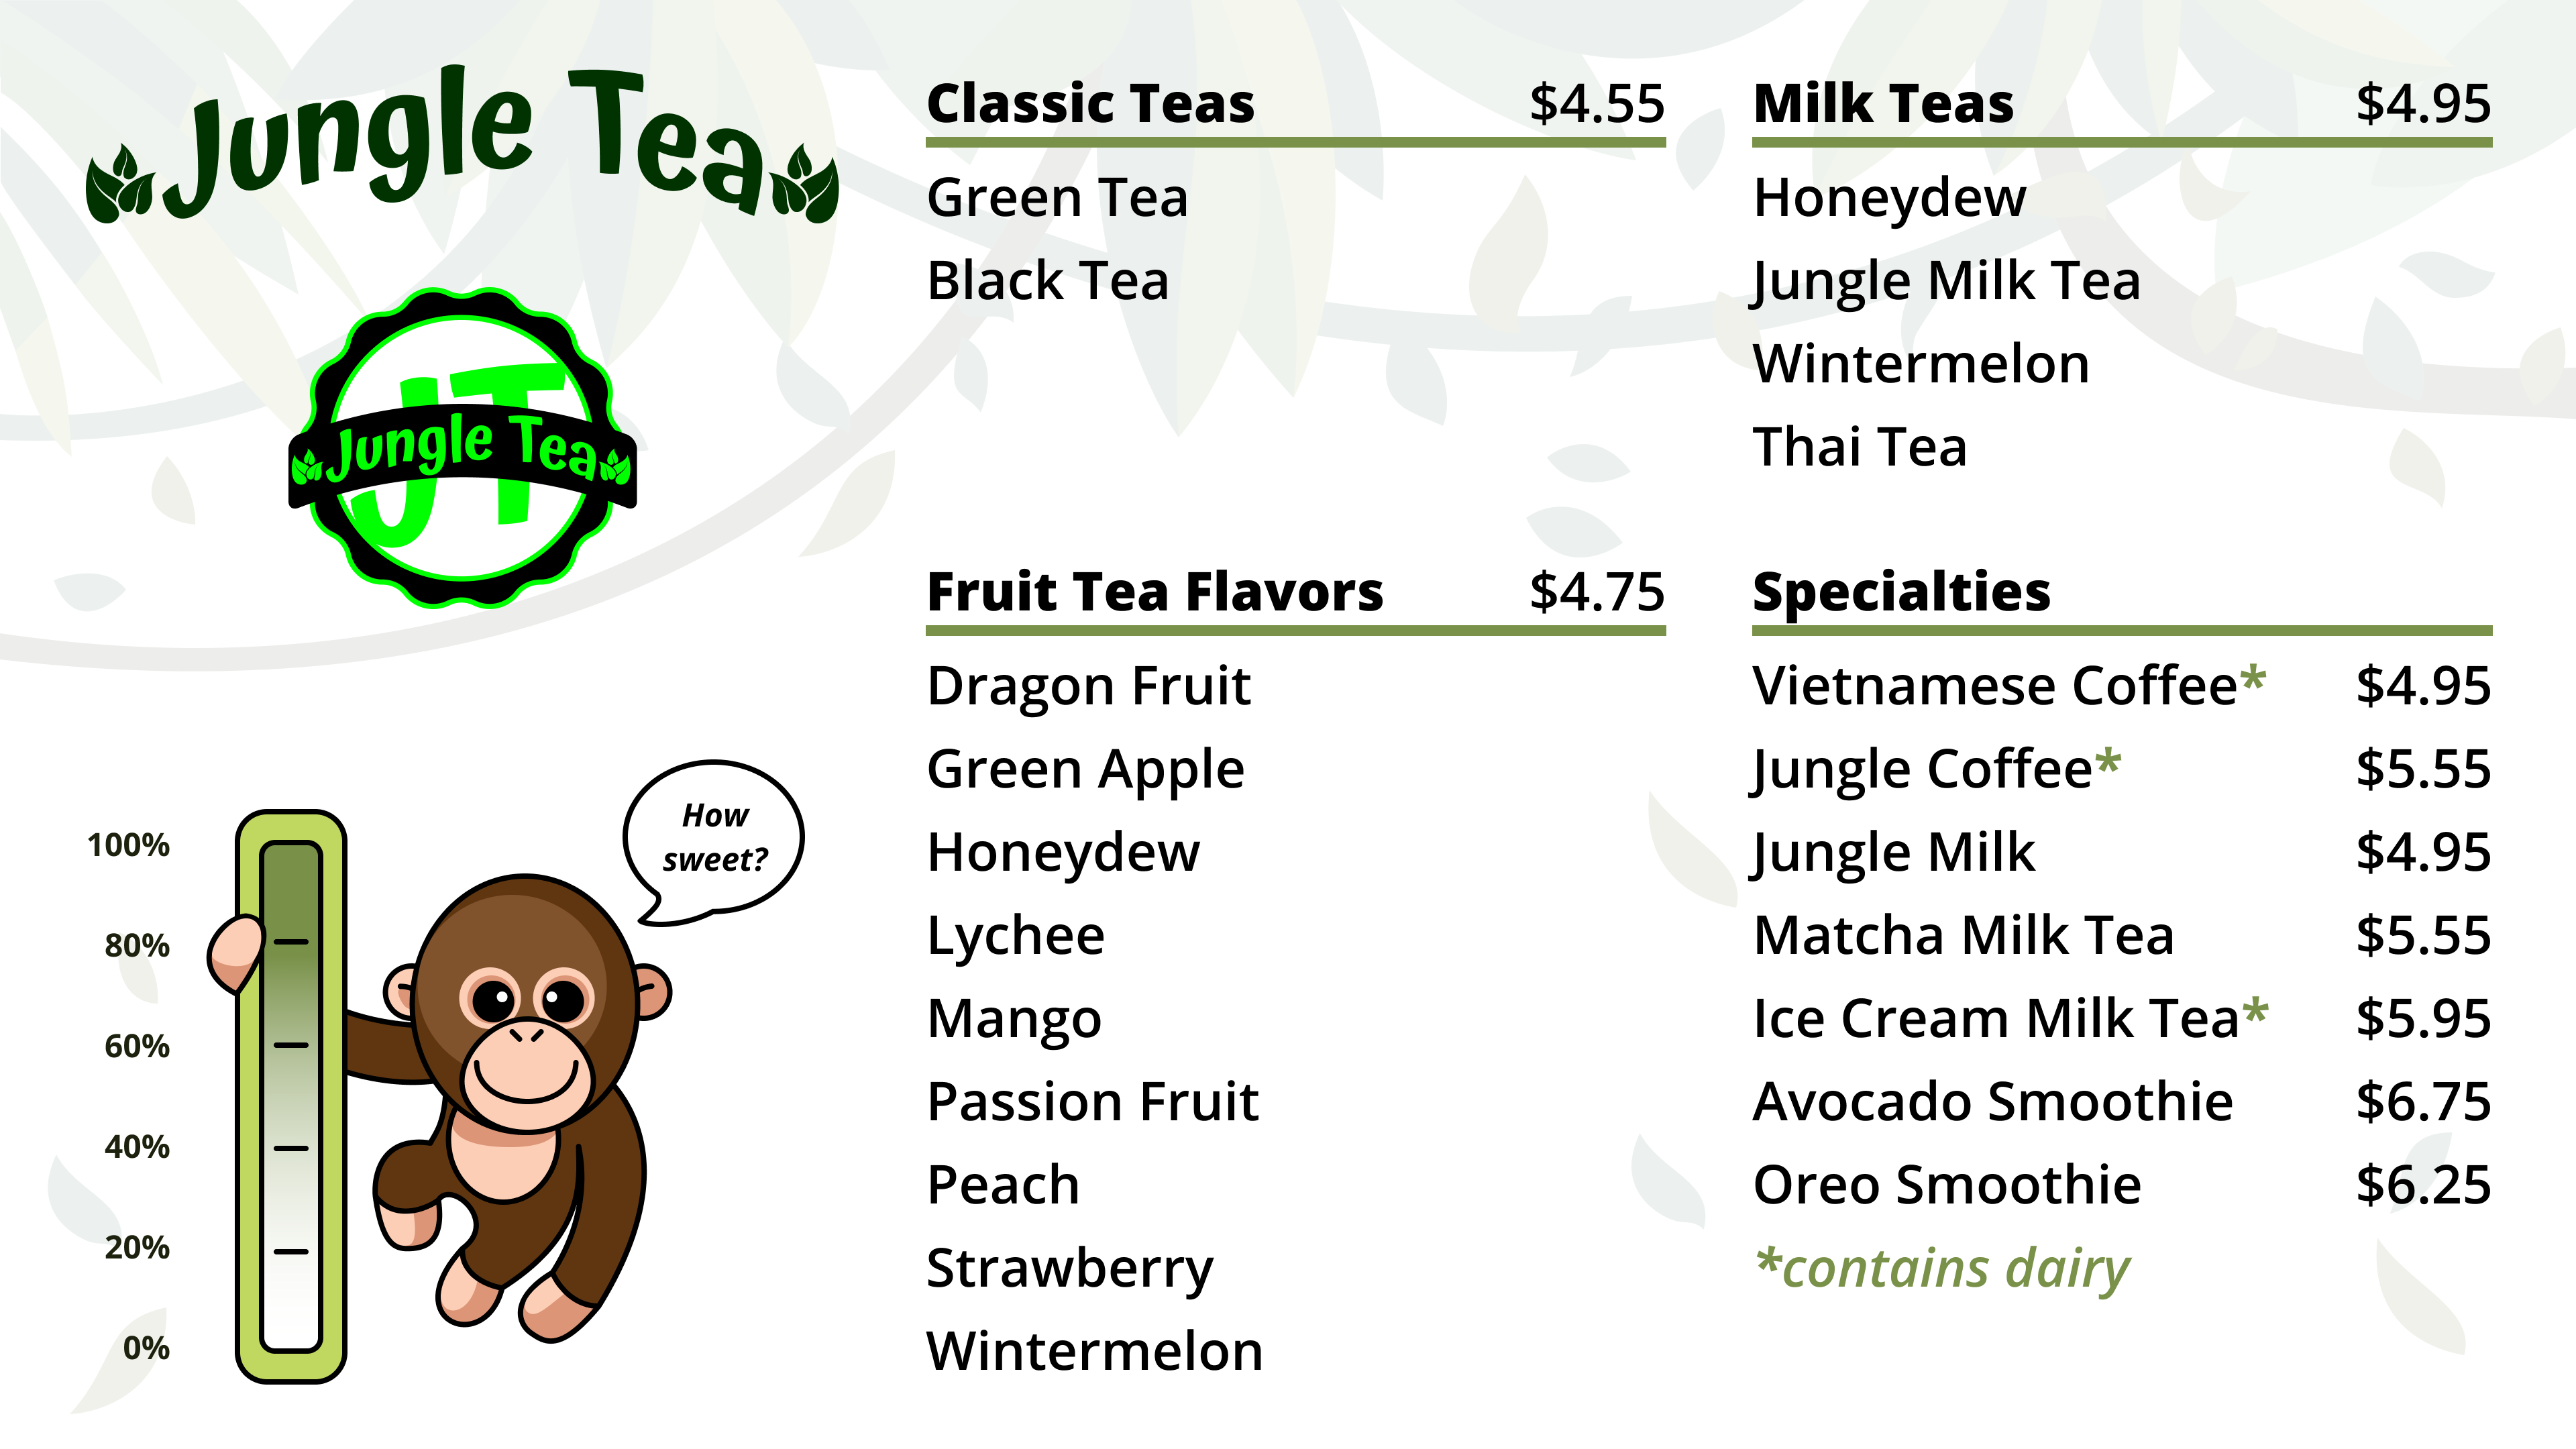 Jungle Tea
JT
Jungle Tea
How
sweet?
100%
80%
60%
40%
20%
0%
Classic Teas $4.55
Green Tea
Black Tea
Fruit Tea Flavors $4.75
Dragon Fruit
Green Apple
Honeydew
Lychee
Mango
Passion Fruit
Peach
Strawberry
Wintermelon
Milk Teas $4.95
Honeydew
Jungle Milk Tea
Wintermelon
Thai Tea
Specialties
Vietnamese Coffee* $4.95
Jungle Coffee* $5.55
Jungle Milk $4.95
Matcha Milk Tea $5.55
Ice Cream Milk Tea* $5.95
Avocado Smoothie $6.75
Oreo Smoothie $6.25
*contains dairy